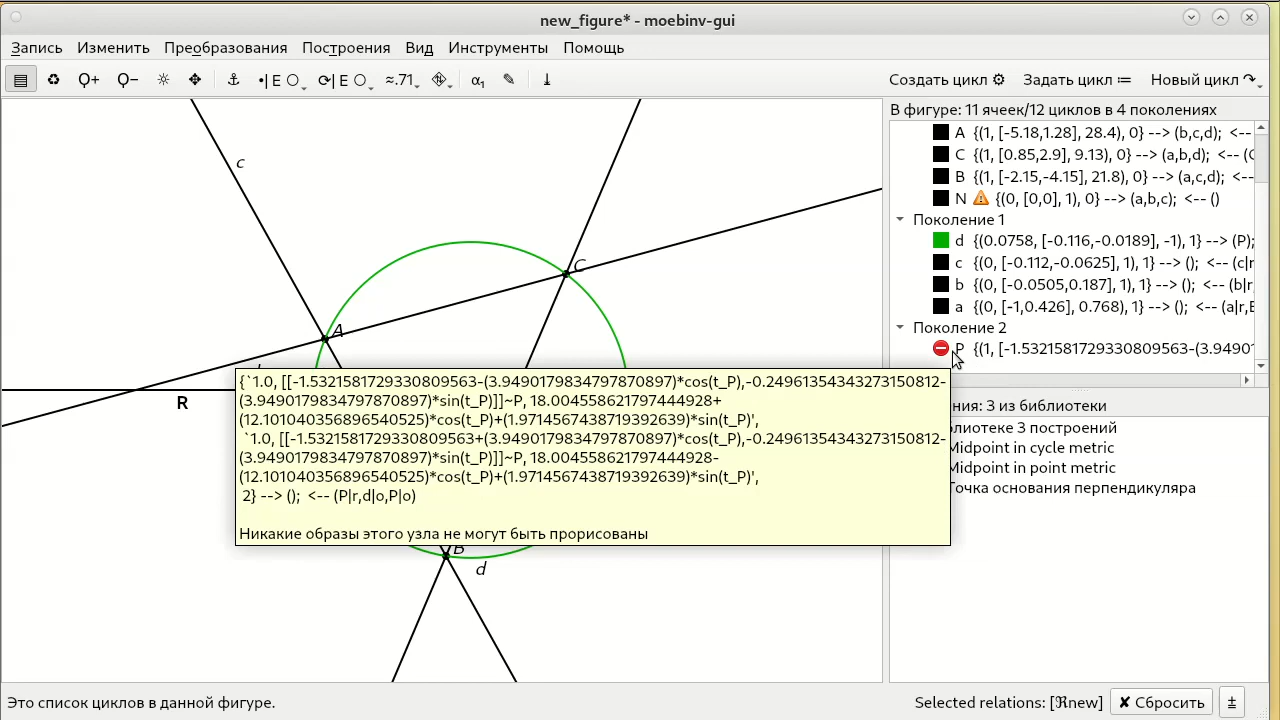 new_figure* - moebinv-gui
Запись Изменить Преобразования Построения Вид Инструменты Помощь
Создать цикл Задать цикл Новый цикл
В фигуре: 11 ячеек/12 циклов в 4 поколениях
A {(1, [-5.18,1.28], 28.4), 0} --> (b,c,d); <--
C {(1, [0.85,2.9], 9.13), 0} --> (a,b,d); <-- (
B {(1, [-2.15,-4.15], 21.8), 0} --> (a,c,d); <--
N {(0, [0,0], 1), 0} --> (a,b,c); <-- ()
Поколение 1
d {(0.0758, [-0.116,-0.0189], -1), 1} --> (P);
c {(0, [-0.112,-0.0625], 1), 1} --> (); <-- (c|r
b {(0, [-0.0505,0.187], 1), 1} --> (); <-- (b|r
a {(0, [-1,0.426], 0.768), 1} --> (); <-- (a|r,
Поколение 2
P {(1, [-1.5321581729330809563-(3.9490
c
C
A
R
B
d
{`1.0, [[-1.5321581729330809563-(3.9490179834797870897)*cos(t_P),-0.24961354343273150812-
(3.9490179834797870897)*sin(t_P)]]~P, 18.004558621797444928+
(12.101040356896540525)*cos(t_P)+(1.9714567438719392639)*sin(t_P)',
`1.0, [[-1.5321581729330809563+(3.9490179834797870897)*cos(t_P),-0.24961354343273150812-
(3.9490179834797870897)*sin(t_P)]]~P, 18.004558621797444928-
(12.101040356896540525)*cos(t_P)+(1.9714567438719392639)*sin(t_P)',
2} --> (); <-- (P|r,d|o,P|o)
Никакие образы этого узла не могут быть прорисованы
ния: 3 из библиотеки
лиотеке 3 построений
Midpoint in cycle metric
Midpoint in point metric
Точка основания перпендикуляра
Это список циклов в данной фигуре.
Selected relations: [ℜnew] ✘ Сбросить ±